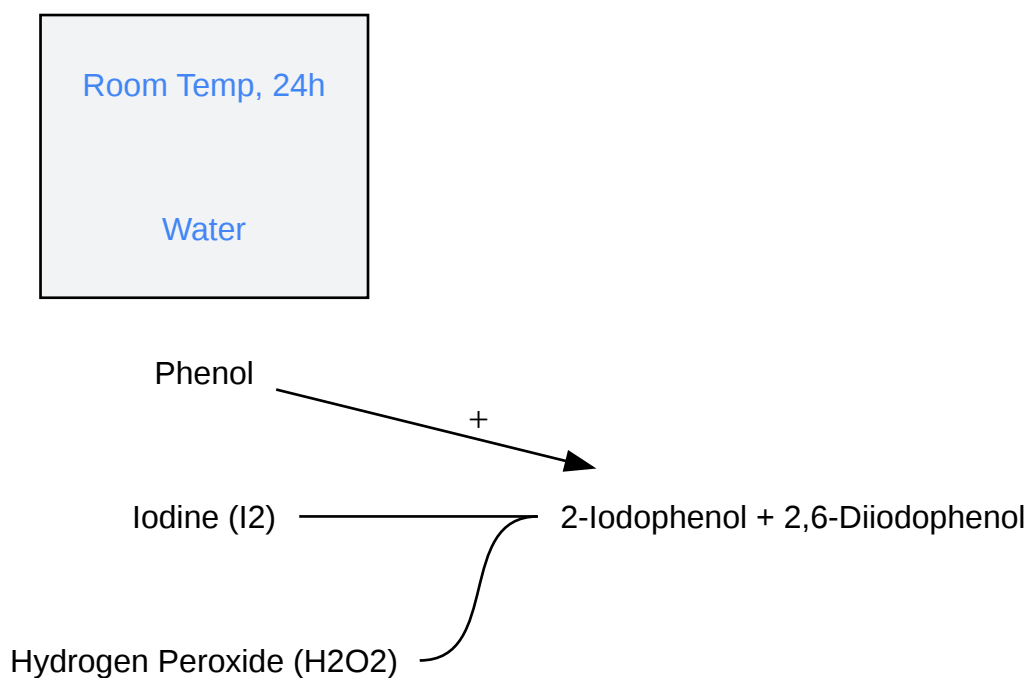 Room Temp, 24h
Water
Phenol
+
Iodine (I2)
2-Iodophenol + 2,6-Diiodophenol
Hydrogen Peroxide (H2O2)